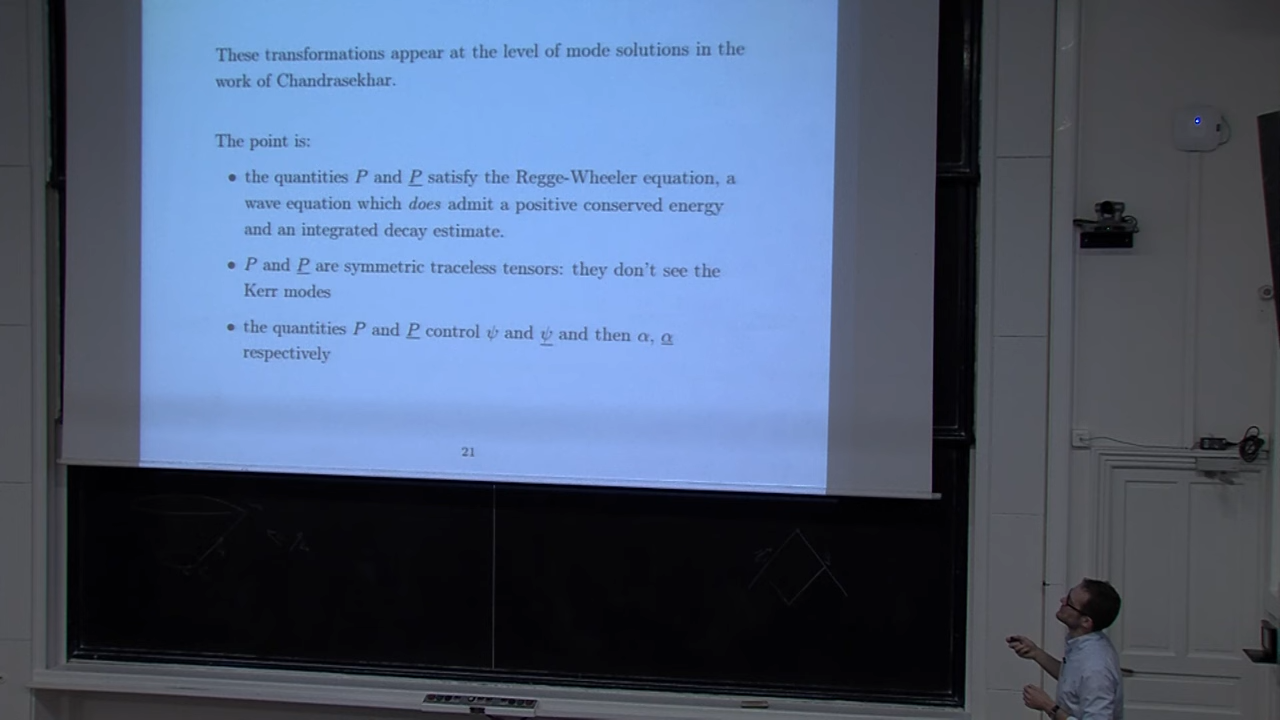 These transformations appear at the level of mode solutions in the
work of Chandrasekhar.
The point is:
• the quantities P and P̲ satisfy the Regge-Wheeler equation, a
wave equation which does admit a positive conserved energy
and an integrated decay estimate.
• P and P̲ are symmetric traceless tensors: they don't see the
Kerr modes
• the quantities P and P̲ control ψ and ψ̲ and then α, α̲
respectively
21